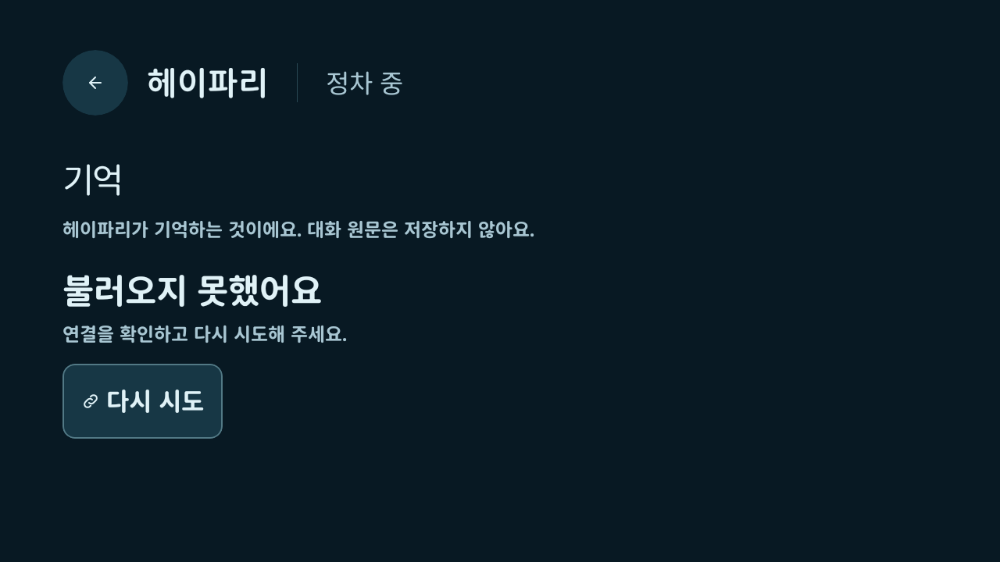 헤이파리
정차 중
기억
헤이파리가 기억하는 것이에요. 대화 원문은 저장하지 않아요.
불러오지 못했어요
연결을 확인하고 다시 시도해 주세요.
다시 시도